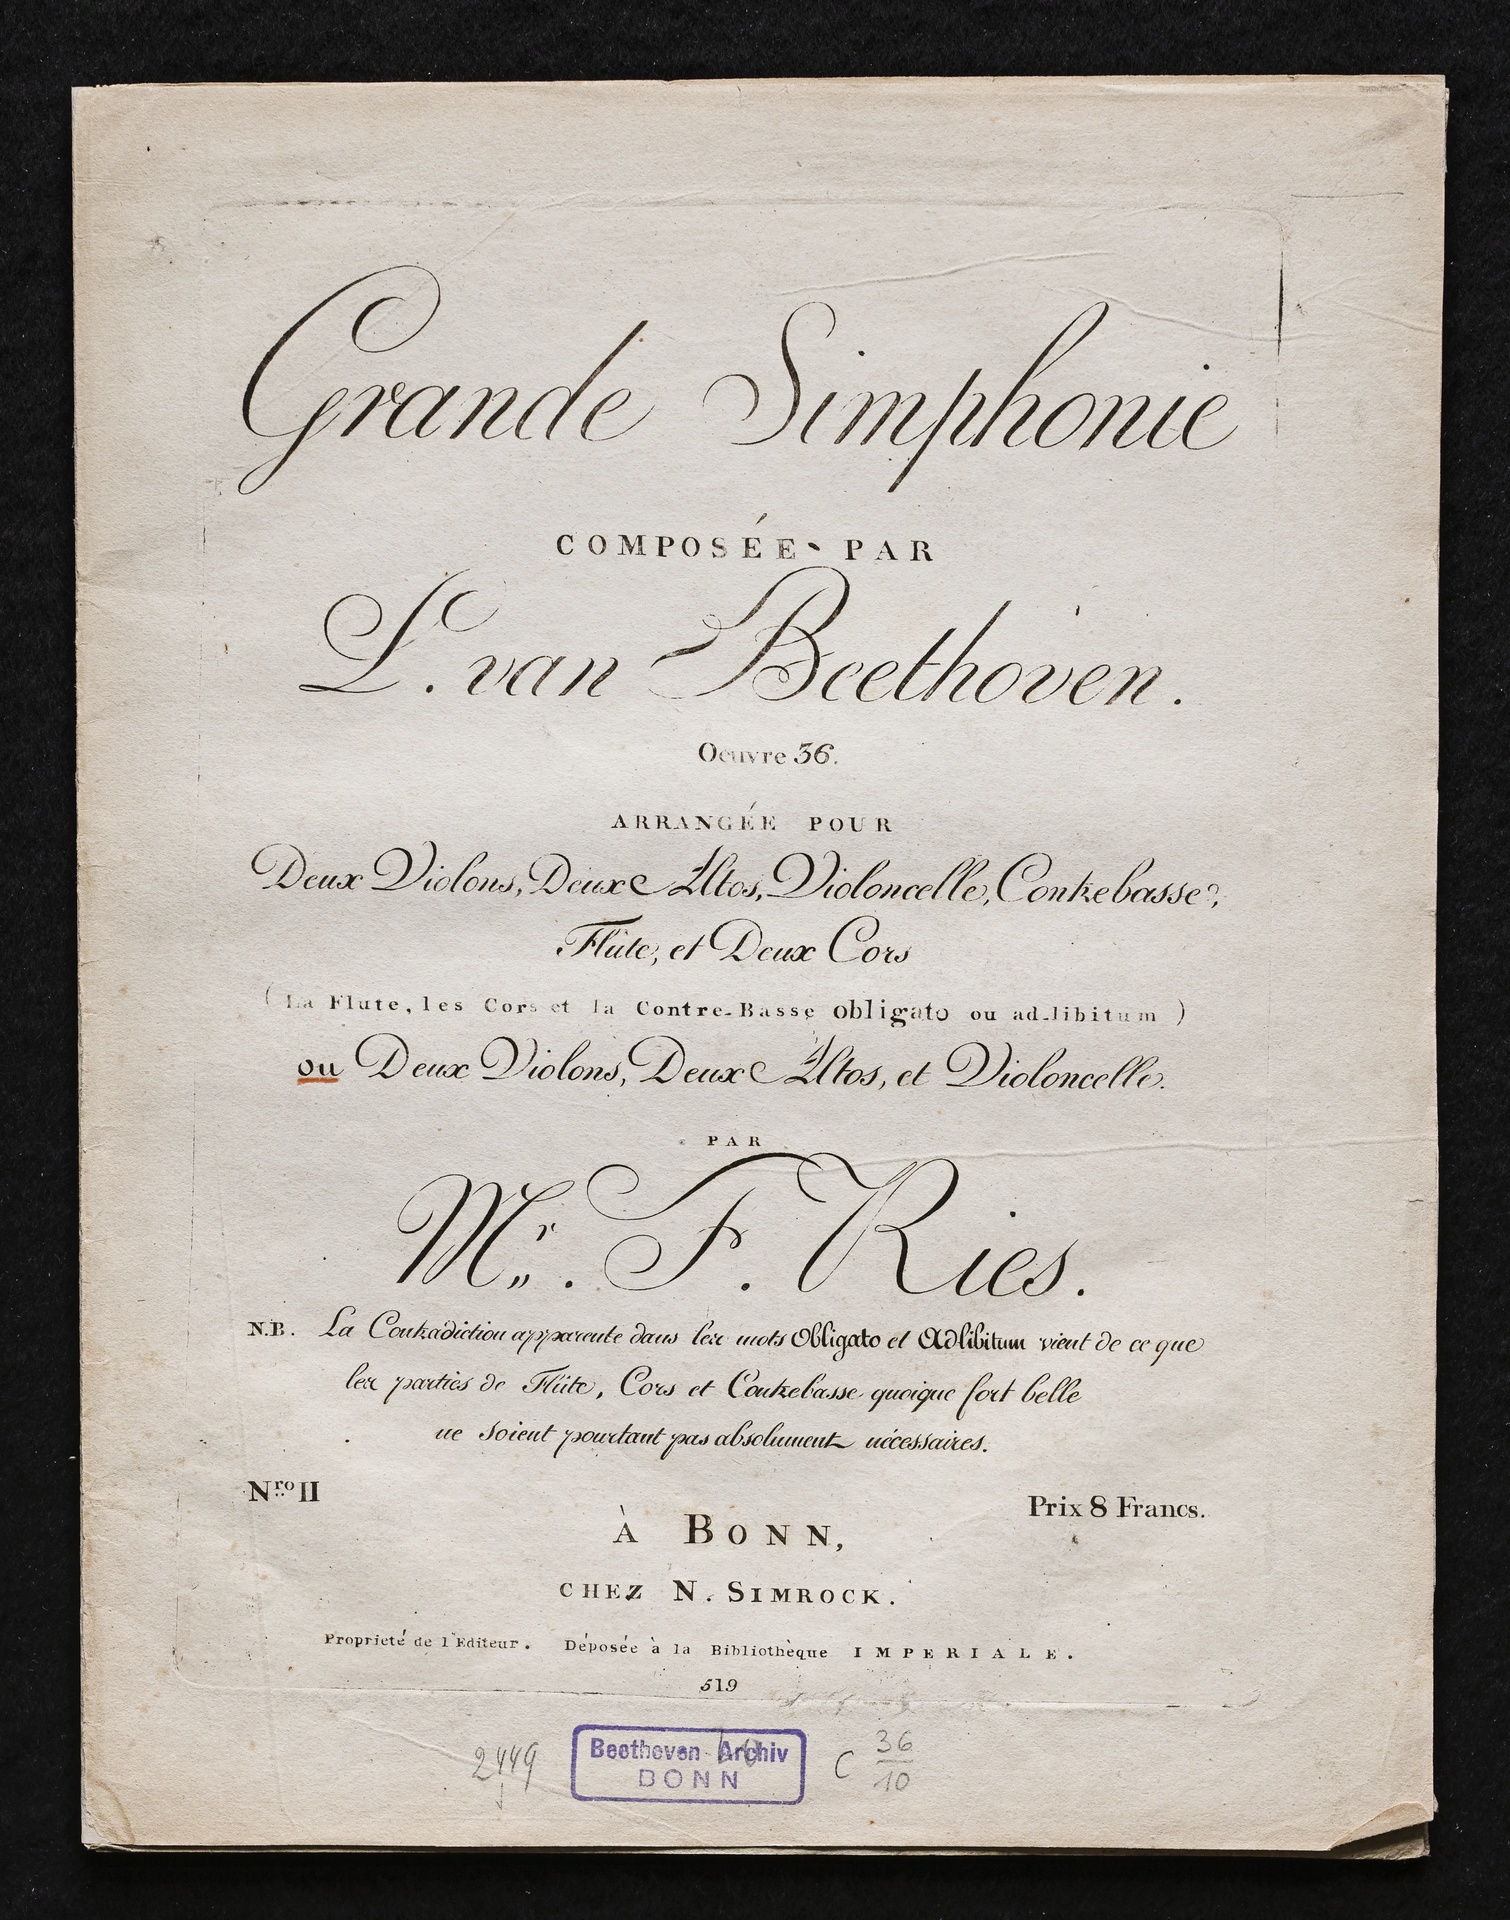 Grande Simphonie
COMPOSÉE PAR
L. van Beethoven.
Oeuvre 36.
ARRANGÉE POUR
Deux Violons, Deux Altos, Violoncelle, Contrebasse,
Flûte, et Deux Cors
(La Flute, les Cors et la Contre-Basse obligato ou ad-libitum)
ou Deux Violons, Deux Altos, et Violoncelle.
PAR
Mr. F. Ries.
N.B. La Contradiction apparente dans les mots Obligato et Adlibitum vient de ce que
les parties de Flûte, Cors et Contrebasse quoique fort belle
ne soient pourtant pas absolument nécessaires.
Nro II
Prix 8 Francs.
À BONN,
CHEZ N. SIMROCK.
Proprieté de l'Editeur. Déposée à la Bibliothèque IMPERIALE.
519
2449
Beethoven-Archiv
BONN
C 36/10